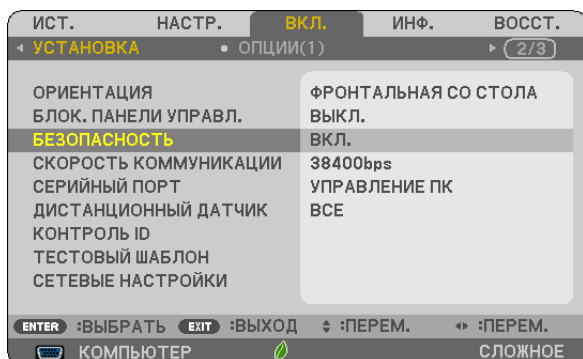 ИСТ. НАСТР. ВКЛ. ИНФ. ВОССТ.
УСТАНОВКА • ОПЦИИ(1) 2/3
ОРИЕНТАЦИЯ ФРОНТАЛЬНАЯ СО СТОЛА
БЛОК. ПАНЕЛИ УПРАВЛ. ВЫКЛ.
БЕЗОПАСНОСТЬ ВКЛ.
СКОРОСТЬ КОММУНИКАЦИИ 38400bps
СЕРИЙНЫЙ ПОРТ УПРАВЛЕНИЕ ПК
ДИСТАНЦИОННЫЙ ДАТЧИК ВСЕ
КОНТРОЛЬ ID
ТЕСТОВЫЙ ШАБЛОН
СЕТЕВЫЕ НАСТРОЙКИ
ENTER :ВЫБРАТЬ EXIT :ВЫХОД :ПЕРЕМ. :ПЕРЕМ.
КОМПЬЮТЕР СЛОЖНОЕ